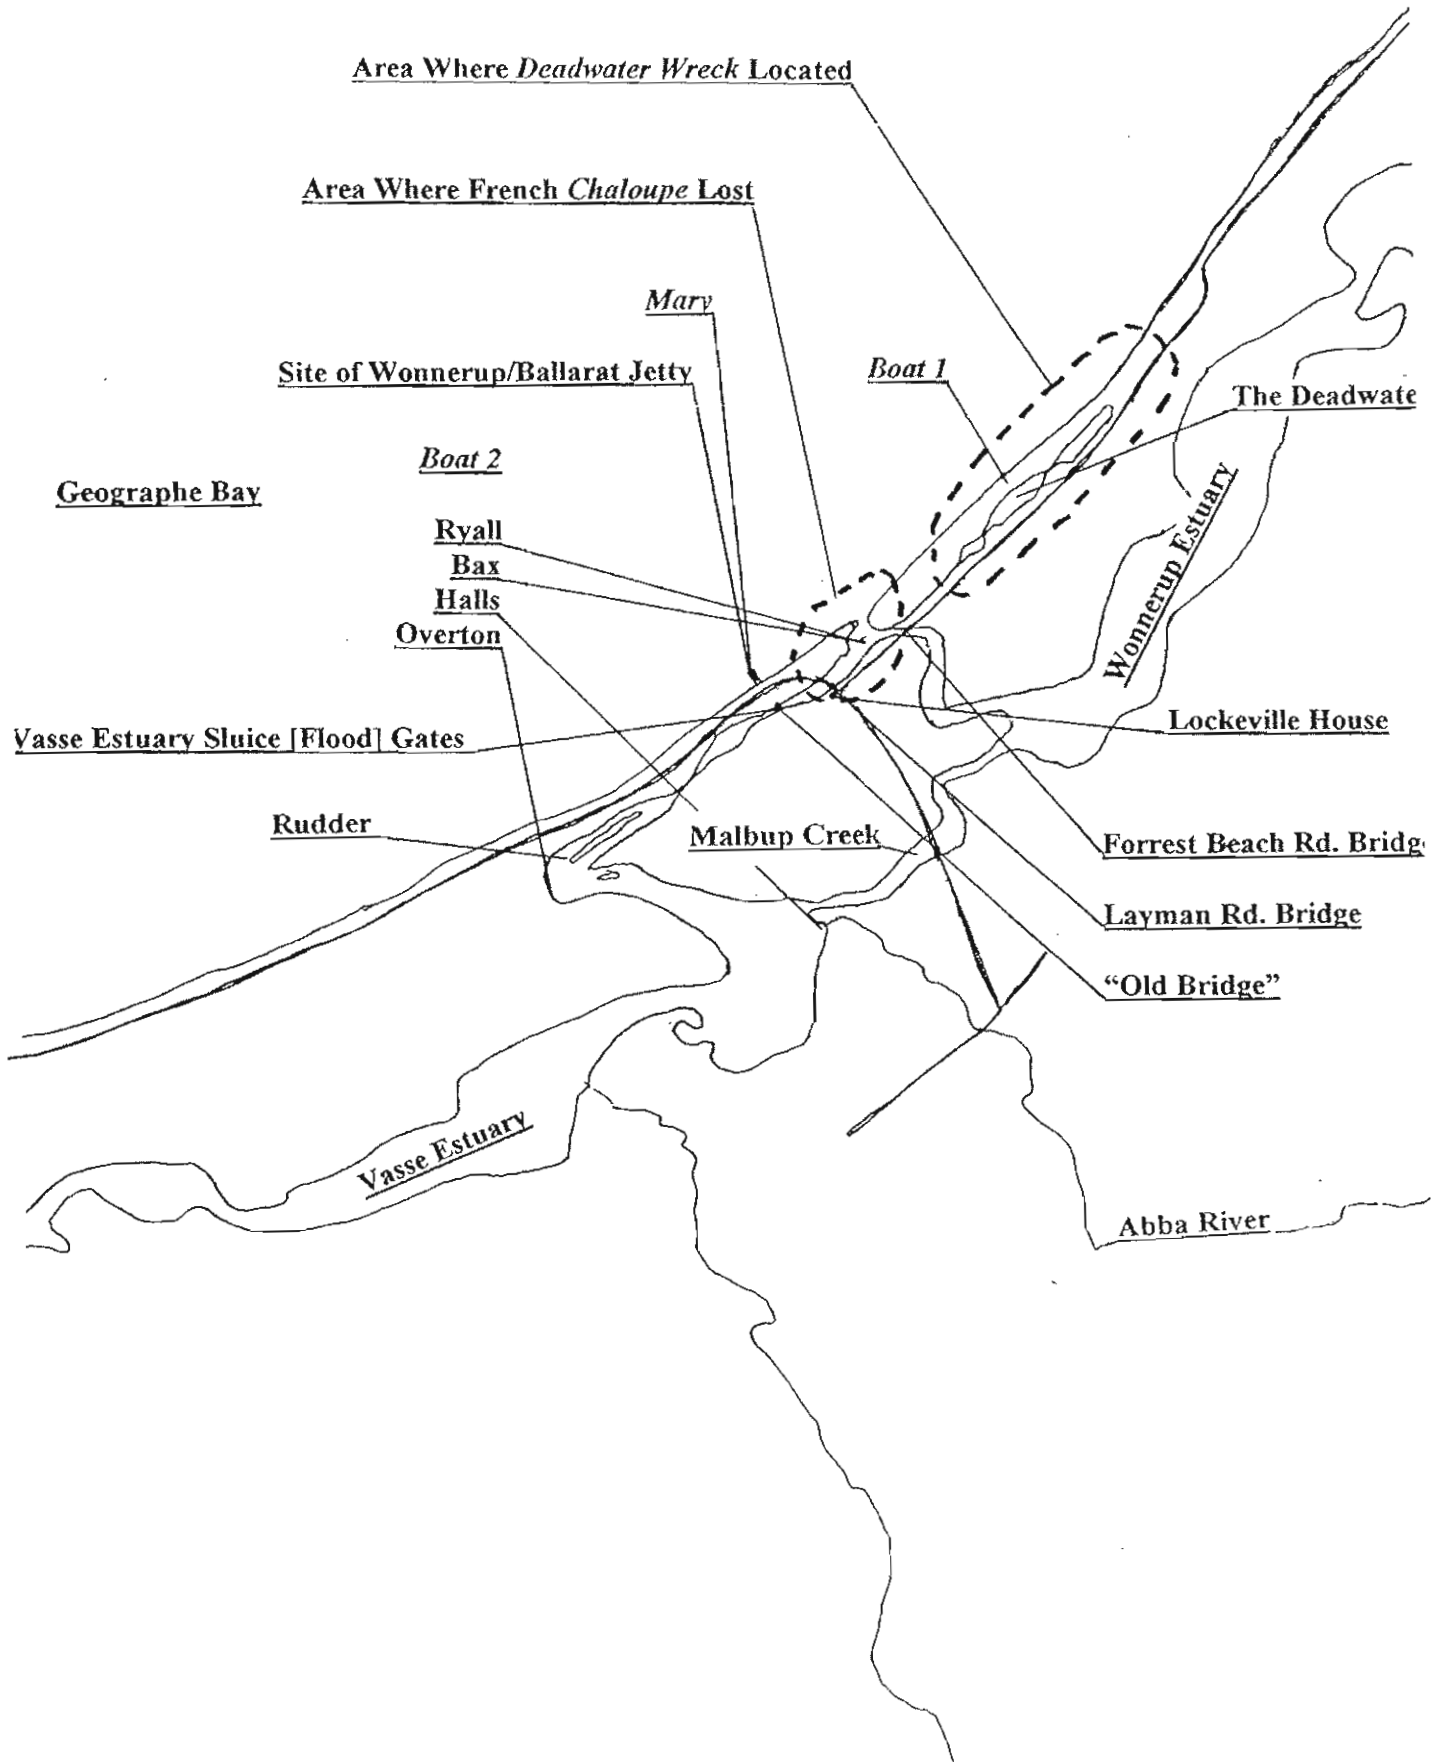 Area Where Deadwater Wreck Located
Area Where French Chaloupe Lost
Mary
Site of Wonnerup/Ballarat Jetty
Boat 1
The Deadwate
Boat 2
Geographe Bay
Wonnerup Estuary
Ryall
Bax
Halls
Overton
Lockeville House
Vasse Estuary Sluice [Flood] Gates
Rudder
Malbup Creek
Forrest Beach Rd. Bridg
Layman Rd. Bridge
“Old Bridge”
Vasse Estuary
Abba River